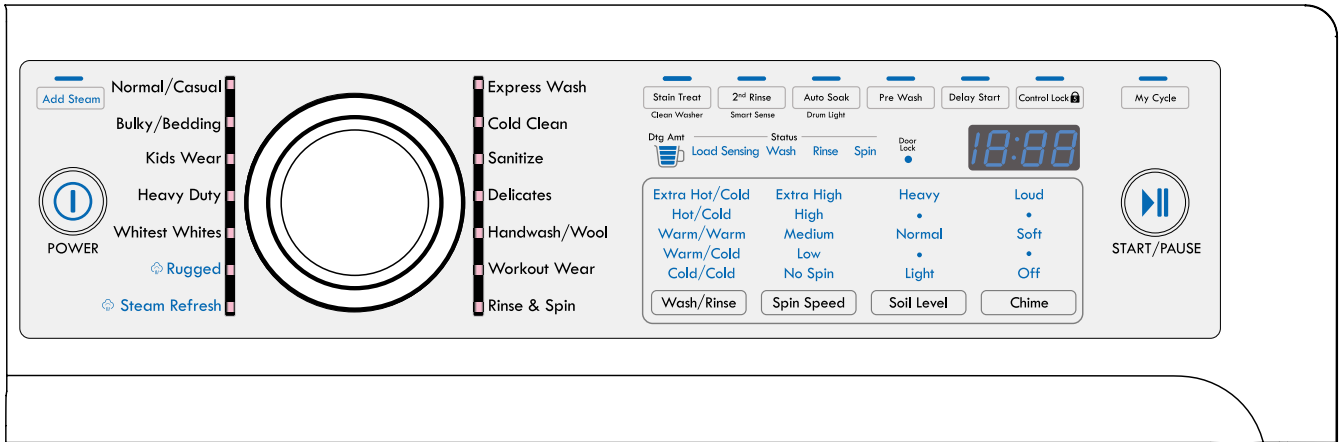 Add Steam
POWER
Normal/Casual
Bulky/Bedding
Kids Wear
Heavy Duty
Whitest Whites
Rugged
Steam Refresh
Express Wash
Cold Clean
Sanitize
Delicates
Handwash/Wool
Workout Wear
Rinse & Spin
Stain Treat
Clean Washer
2nd Rinse
Smart Sense
Auto Soak
Drum Light
Pre Wash
Delay Start
Control Lock
My Cycle
Dtg Amt
Status
Load Sensing Wash Rinse Spin
Door
Lock
18:88
Extra Hot/Cold
Hot/Cold
Warm/Warm
Warm/Cold
Cold/Cold
Wash/Rinse
Extra High
High
Medium
Low
No Spin
Spin Speed
Heavy
•
Normal
•
Light
Soil Level
Loud
•
Soft
•
Off
Chime
START/PAUSE